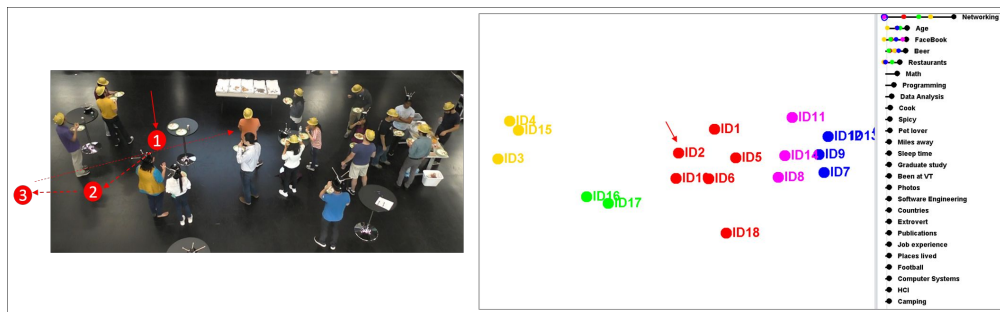 1
2
3
ID4
ID15
ID3
ID16
ID17
ID11
ID1
ID2
ID5
ID14
ID9
ID8
ID7
ID6
ID18
Networking
Age
FaceBook
Beer
Restaurants
Math
Programming
Data Analysis
Cook
Spicy
Pet lover
Miles away
Sleep time
Graduate study
Been at VT
Photos
Software Engineering
Countries
Extrovert
Publications
Job experience
Places lived
Football
Computer Systems
HCI
Camping